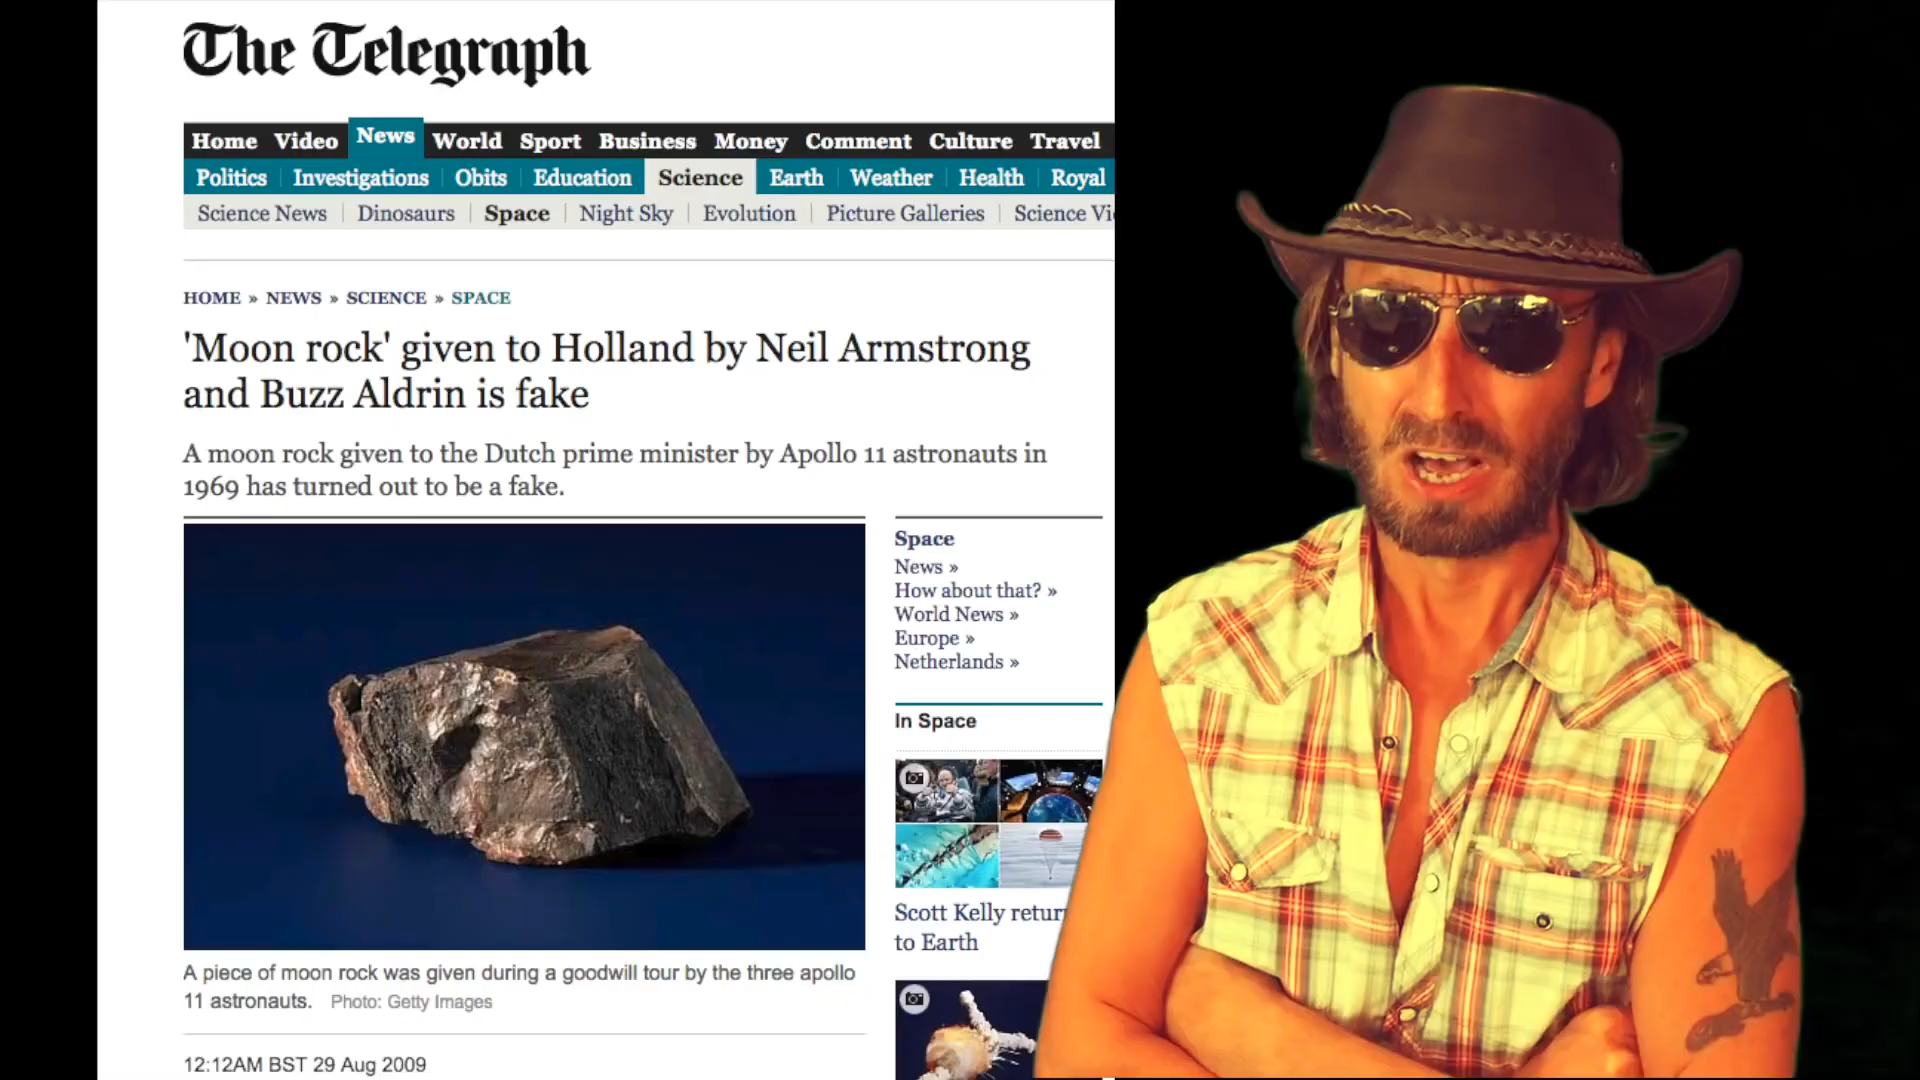 The Telegraph
Home Video News World Sport Business Money Comment Culture Travel
Politics Investigations Obits Education Science Earth Weather Health Royal
Science News Dinosaurs Space Night Sky Evolution Picture Galleries Science
HOME » NEWS » SCIENCE » SPACE
'Moon rock' given to Holland by Neil Armstrong
and Buzz Aldrin is fake
A moon rock given to the Dutch prime minister by Apollo 11 astronauts in
1969 has turned out to be a fake.
Space
News »
How about that? »
World News »
Europe »
Netherlands »
In Space
Scott Kelly
to Earth
A piece of moon rock was given during a goodwill tour by the three apollo
11 astronauts. Photo: Getty Images
12:12AM BST 29 Aug 2009